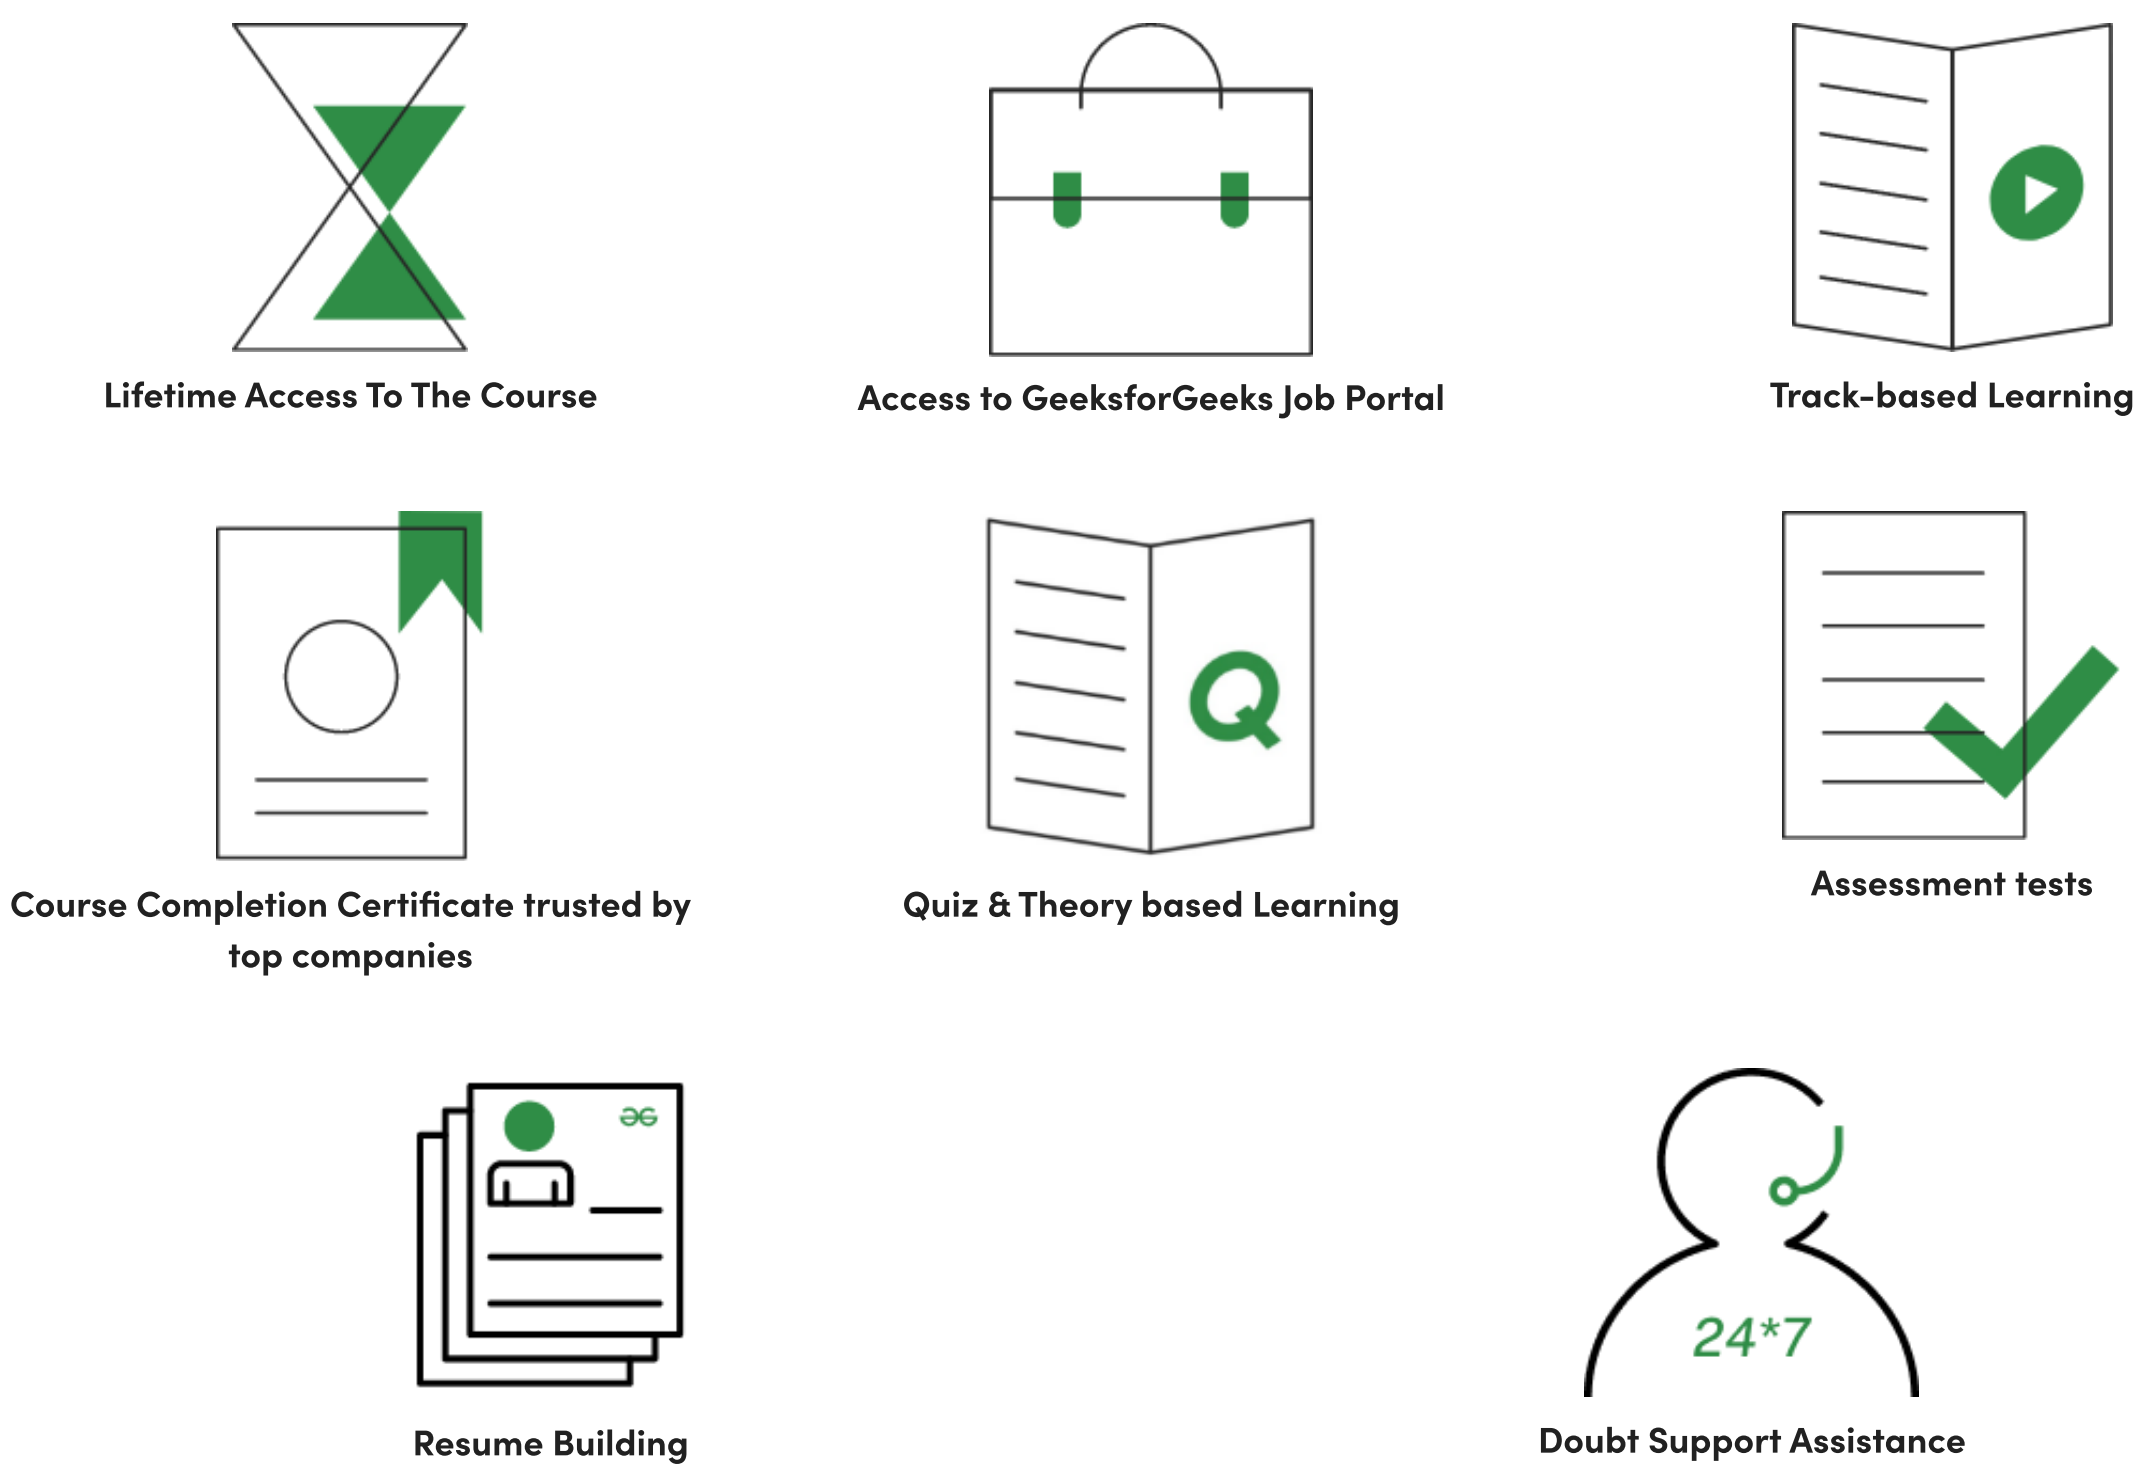 Lifetime Access To The Course
Access to GeeksforGeeks Job Portal
Track-based Learning
Q
Course Completion Certificate trusted by
top companies
Quiz & Theory based Learning
Assessment tests
24*7
Resume Building
Doubt Support Assistance